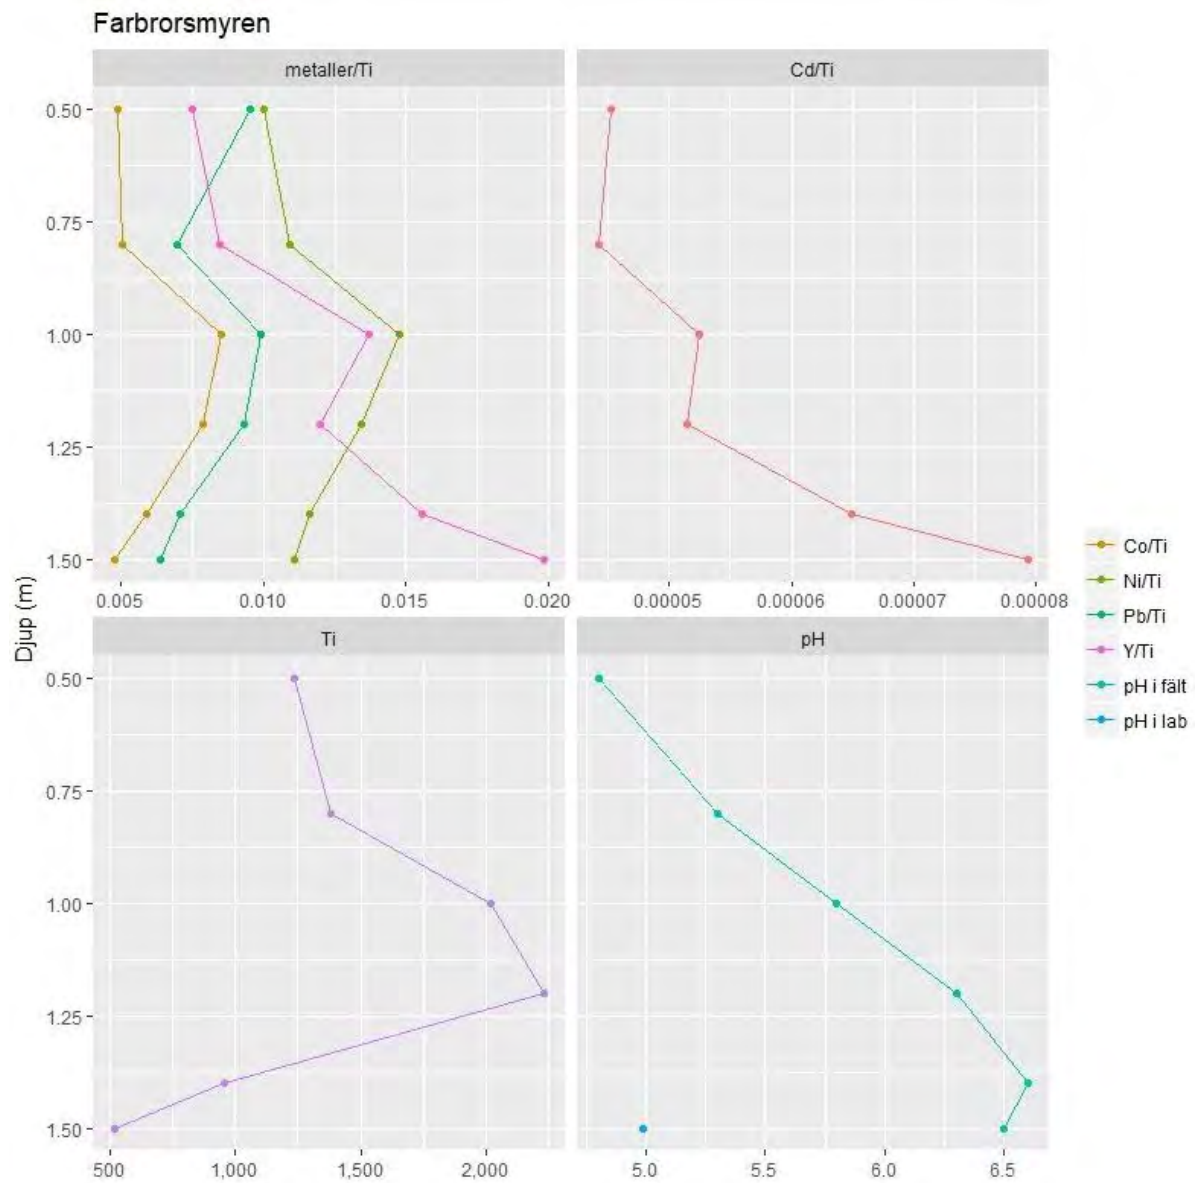 Farbrorsmyren
metaller/Ti
Cd/Ti
0.50
0.75
1.00
1.25
1.50
0.005 0.010 0.015 0.020
0.00005 0.00006 0.00007 0.00008
Djup (m)
Ti
pH
0.50
0.75
1.00
1.25
1.50
500 1,000 1,500 2,000
5.0 5.5 6.0 6.5
Co/Ti
Ni/Ti
Pb/Ti
Y/Ti
pH i fält
pH i lab